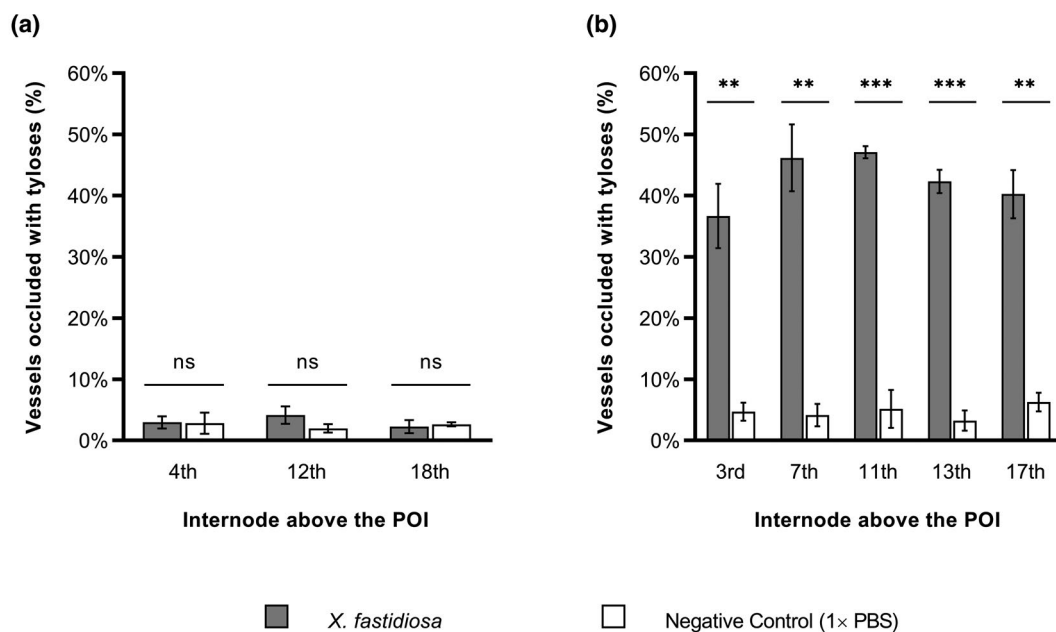 (a)
Vessels occluded with tyloses (%)
60%
50%
40%
30%
20%
10%
0%
ns
ns
ns
4th
12th
18th
Internode above the POI
(b)
Vessels occluded with tyloses (%)
60%
50%
40%
30%
20%
10%
0%
**
**
***
***
**
3rd
7th
11th
13th
17th
Internode above the POI
X. fastidiosa
Negative Control (1× PBS)